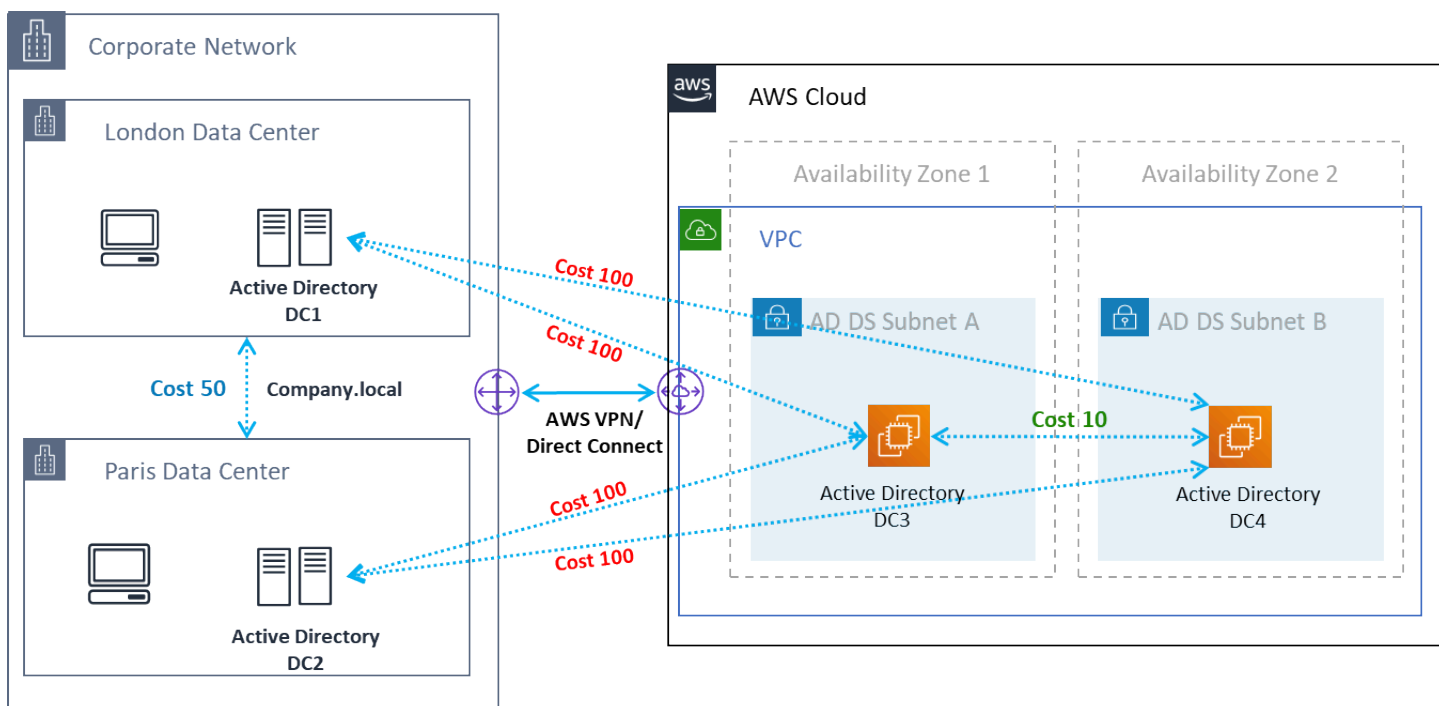 Corporate Network
London Data Center
Active Directory
DC1
Cost 50
Company.local
Paris Data Center
Active Directory
DC2
AWS VPN/
Direct Connect
Cost 100
Cost 100
Cost 100
Cost 100
aws
AWS Cloud
Availability Zone 1
Availability Zone 2
VPC
AD DS Subnet A
AD DS Subnet B
Cost 10
Active Directory
DC3
Active Directory
DC4